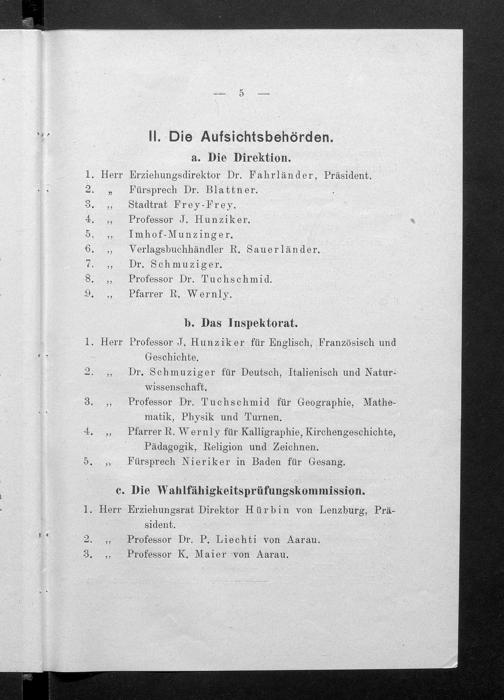 — 5 —
II. Die Aufsichtsbehörden.
a. Die Direktion.
1. Herr Erziehungsdirektor Dr. Fahrländer, Präsident.
2. „ Fürsprech Dr. Blattner.
3. „ Stadtrat Frey-Frey.
4. „ Professor J. Hunziker.
5. „ Imhof-Munzinger.
6. „ Verlagsbuchhändler R. Sauerländer.
7. „ Dr. Schmuziger.
8. „ Professor Dr. Tuchschmid.
9. „ Pfarrer R. Wernly.
b. Das Inspektorat.
1. Herr Professor J. Hunziker für Englisch, Französisch und
Geschichte.
2. „ Dr. Schmuziger für Deutsch, Italienisch und Natur-
wissenschaft.
3. „ Professor Dr. Tuchschmid für Geographie, Mathe-
matik, Physik und Turnen.
4. „ Pfarrer R. Wernly für Kalligraphie, Kirchengeschichte,
Pädagogik, Religion und Zeichnen.
5. „ Fürsprech Nieriker in Baden für Gesang.
c. Die Wahlfähigkeitsprüfungskommission.
1. Herr Erziehungsrat Direktor Hürbin von Lenzburg, Prä-
sident.
2. „ Professor Dr. P. Liechti von Aarau.
3. „ Professor K. Maier von Aarau.